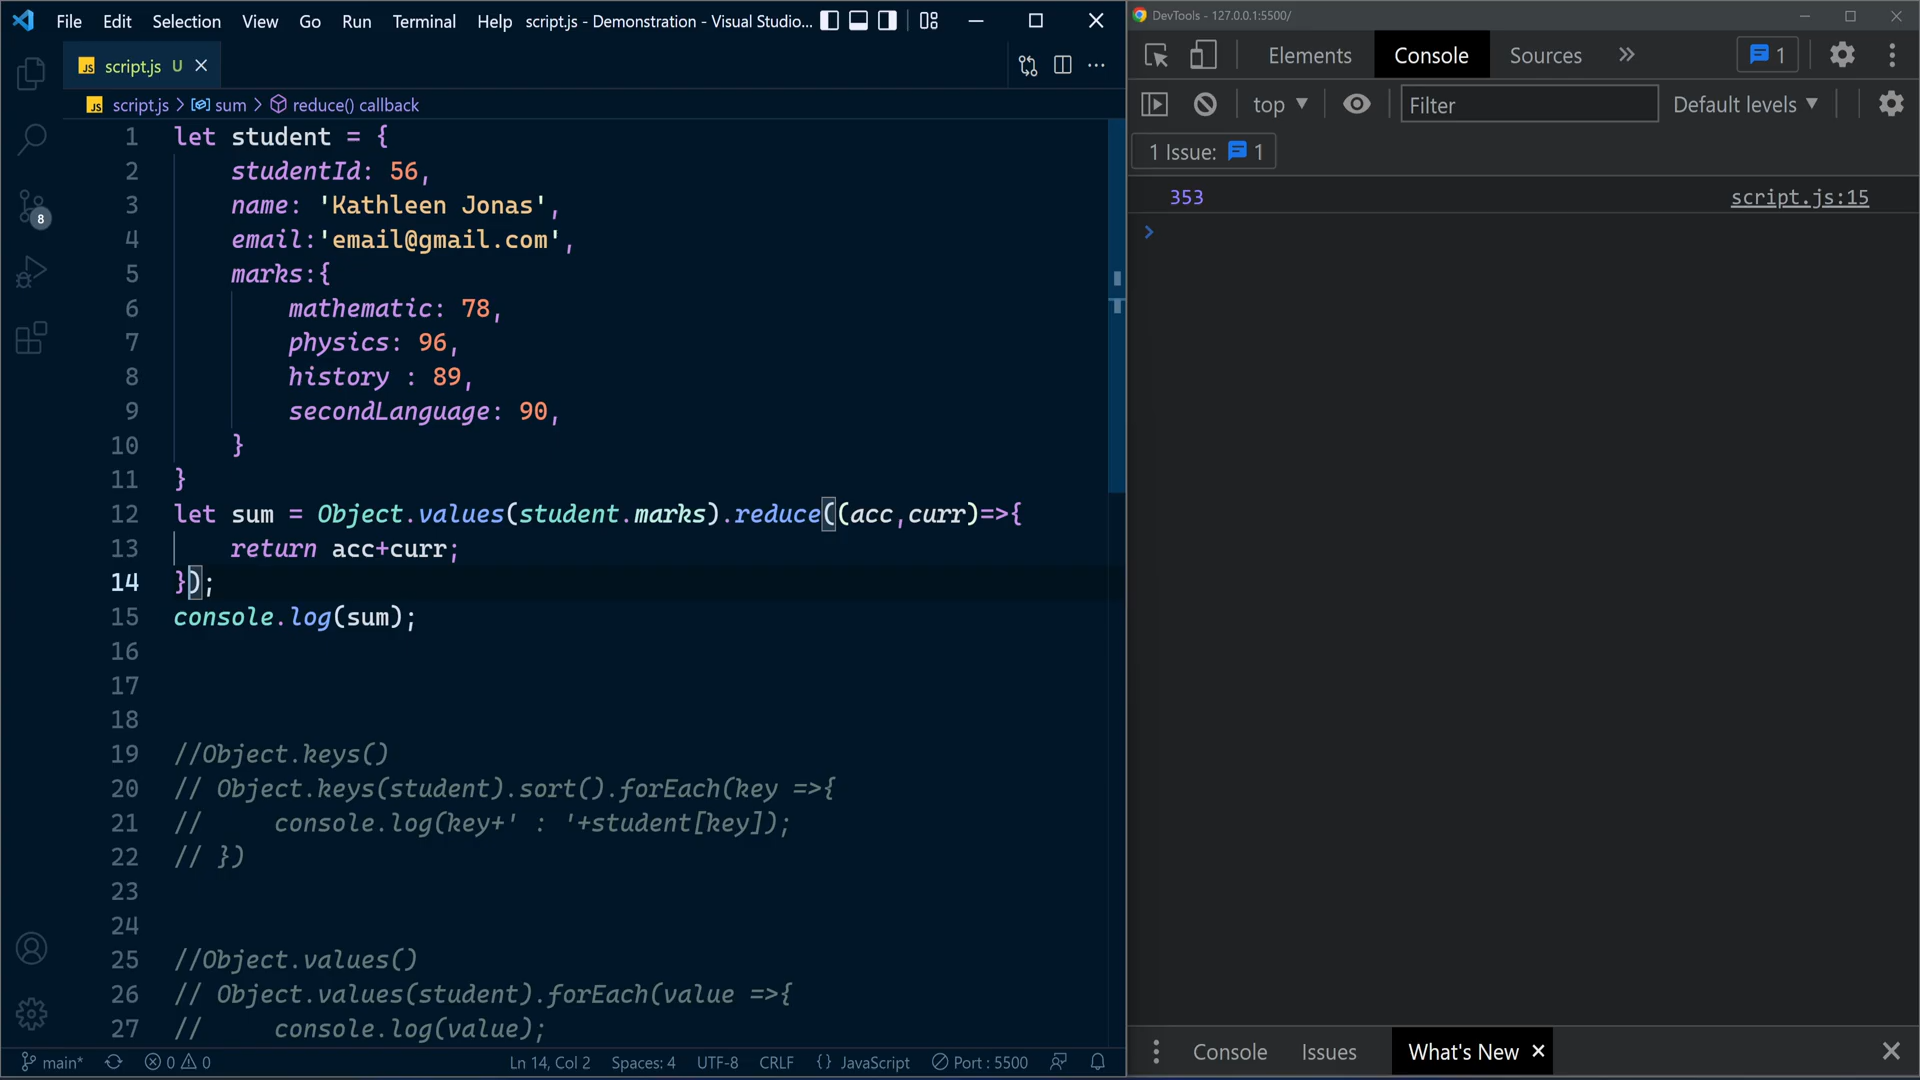 File Edit Selection View Go Run Terminal Help script.js - Demonstration - Visual Studio...
JS script.js U
JS script.js > sum > reduce() callback
8
1 let student = {
2 studentId: 56,
3 name: 'Kathleen Jonas',
4 email:'email@gmail.com',
5 marks:{
6 mathematic: 78,
7 physics: 96,
8 history : 89,
9 secondLanguage: 90,
10 }
11 }
12 let sum = Object.values(student.marks).reduce((acc,curr)=>{
13 return acc+curr;
14 });
15 console.log(sum);
16
17
18
19 //Object.keys()
20 // Object.keys(student).sort().forEach(key =>{
21 // console.log(key+' : '+student[key]);
22 // })
23
24
25 //Object.values()
26 // Object.values(student).forEach(value =>{
27 // console.log(value);
main* 0 0 Ln 14, Col 2 Spaces: 4 UTF-8 CRLF {} JavaScript Port : 5500
DevTools - 127.0.0.1:5500/
Elements Console Sources » 1
top Filter Default levels
1 Issue: 1
353 script.js:15
>
Console Issues What's New